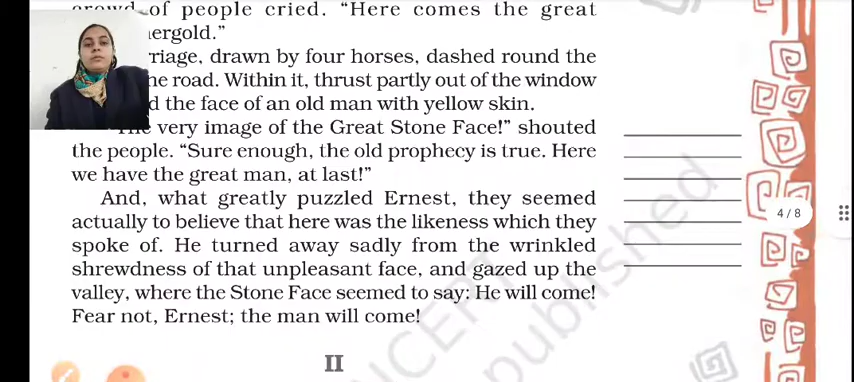 crowd of people cried. “Here comes the great
hergold.”
rriage, drawn by four horses, dashed round the
he road. Within it, thrust partly out of the window
d the face of an old man with yellow skin.
“The very image of the Great Stone Face!” shouted
the people. “Sure enough, the old prophecy is true. Here
we have the great man, at last!”
And, what greatly puzzled Ernest, they seemed
actually to believe that here was the likeness which they
spoke of. He turned away sadly from the wrinkled
shrewdness of that unpleasant face, and gazed up the
valley, where the Stone Face seemed to say: He will come!
Fear not, Ernest; the man will come!
II
4/8
NCERT
published